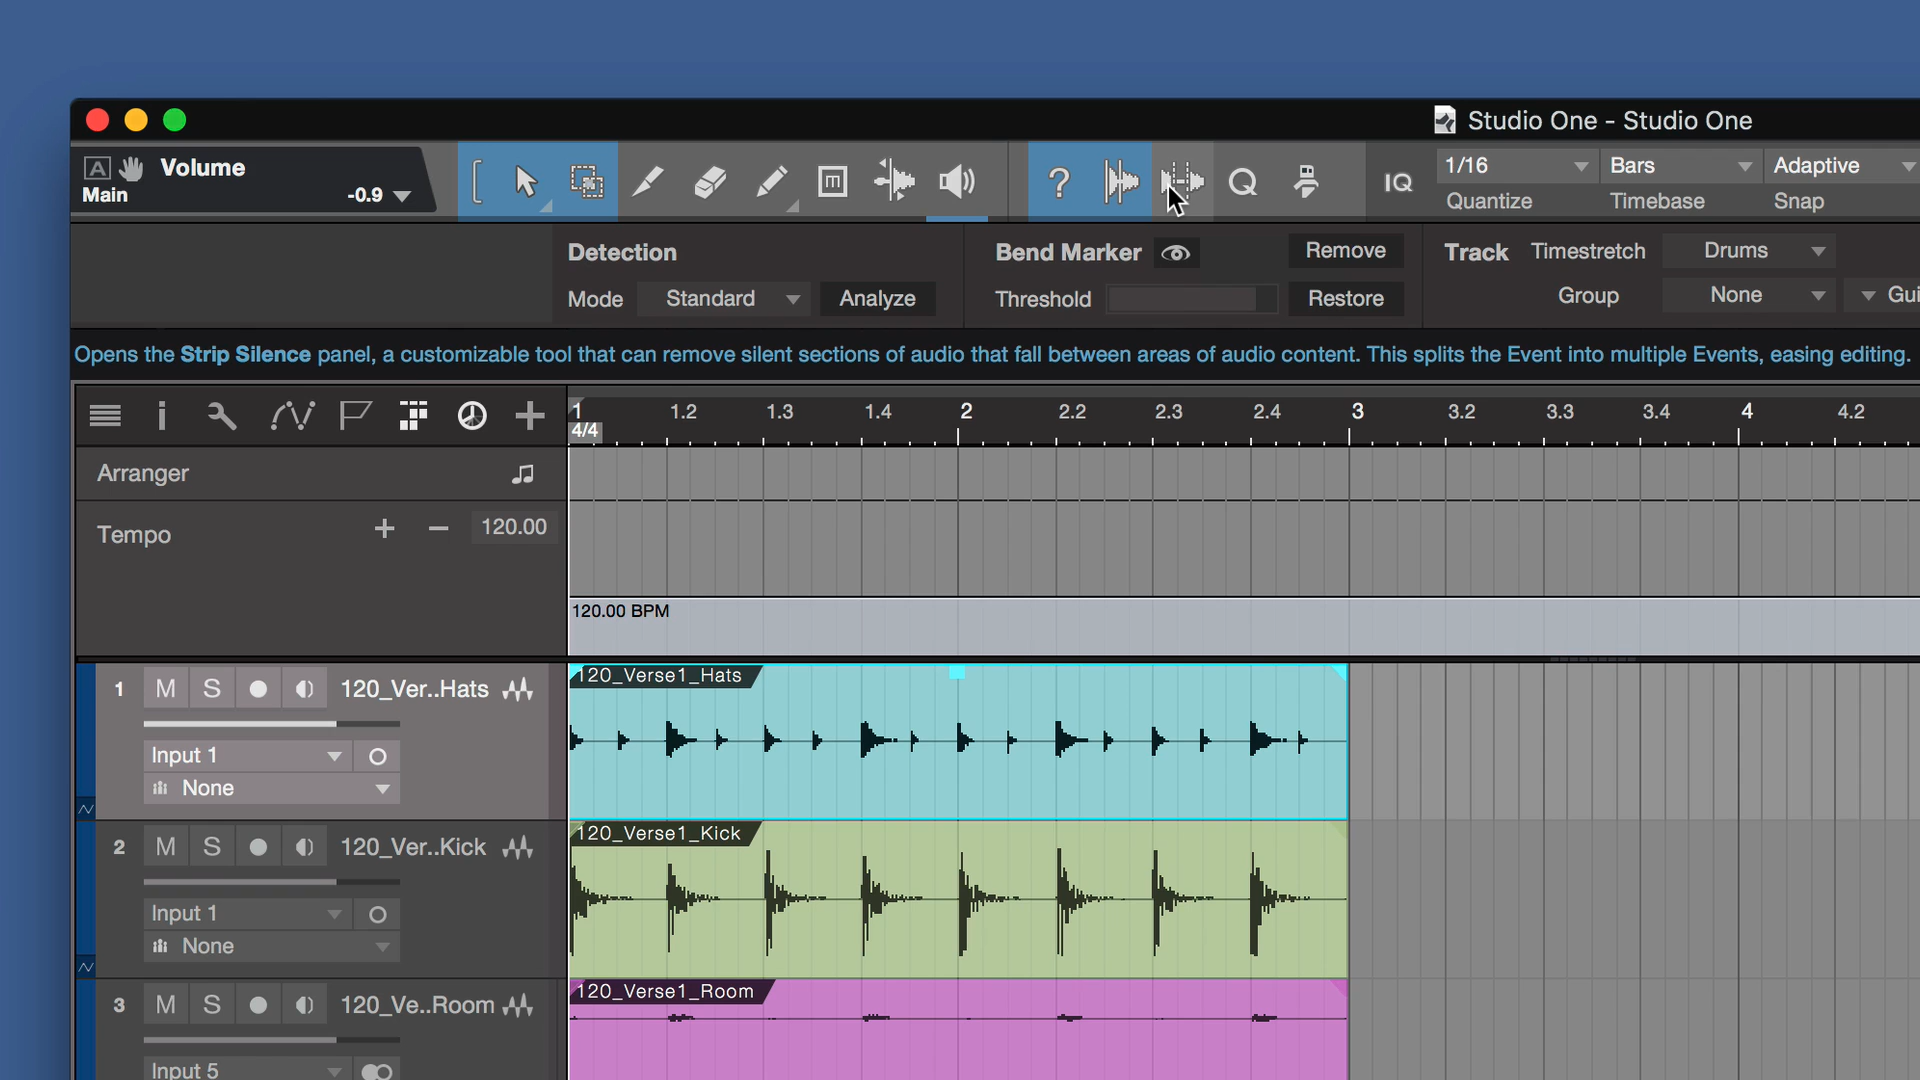 Studio One - Studio One
A Volume
Main -0.9
M
? Q IQ
1/16 Bars Adaptive
Quantize Timebase Snap
Detection
Mode Standard Analyze
Bend Marker Remove
Threshold Restore
Track Timestretch Drums
Group None Gui
Opens the Strip Silence panel, a customizable tool that can remove silent sections of audio that fall between areas of audio content. This splits the Event into multiple Events, easing editing.
1 1.2 1.3 1.4 2 2.2 2.3 2.4 3 3.2 3.3 3.4 4 4.2
4/4
Arranger
Tempo + − 120.00
120.00 BPM
1 M S 120_Ver..Hats
Input 1
None
120_Verse1_Hats
2 M S 120_Ver..Kick
Input 1
None
120_Verse1_Kick
3 M S 120_Ve..Room
Input 5
120_Verse1_Room